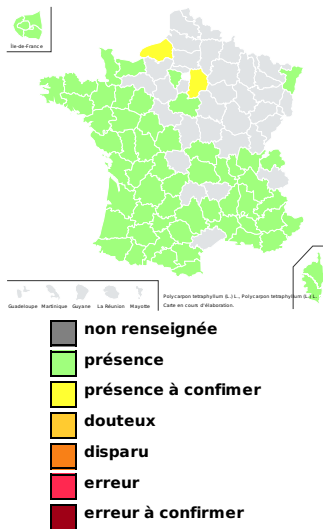 Île-de-France
Guadeloupe Martinique Guyane La Réunion Mayotte
Polycarpon tetraphyllum (L.) L., Polycarpon tetraphyllum (L.) L.
Carte en cours d'élaboration.
non renseignée
présence
présence à confimer
douteux
disparu
erreur
erreur à confirmer